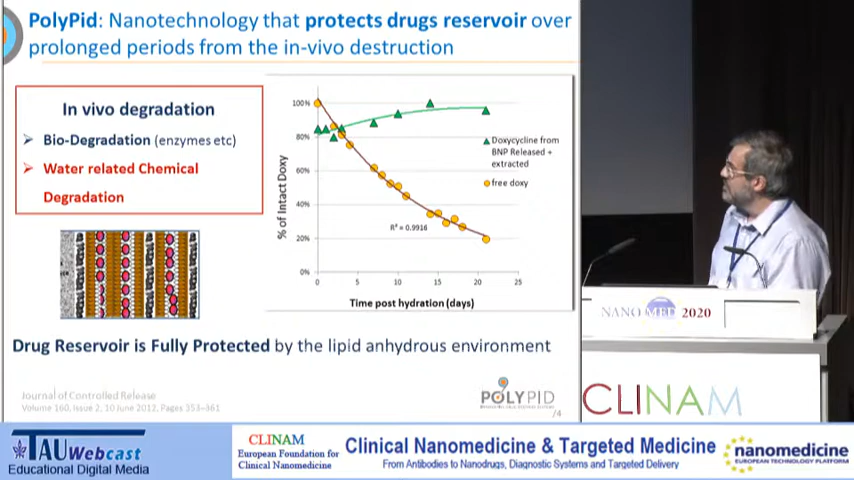 PolyPid: Nanotechnology that protects drugs reservoir over
prolonged periods from the in-vivo destruction
In vivo degradation
Bio-Degradation (enzymes etc)
Water related Chemical
Degradation
% of Intact Doxy
100%
80%
60%
40%
20%
0%
0
5
10
15
20
25
R² = 0.9916
Time post hydration (days)
Doxycycline from
BNP Released +
extracted
free doxy
Drug Reservoir is Fully Protected by the lipid anhydrous environment
Journal of Controlled Release
Volume 160, Issue 2, 10 June 2012, Pages 353–361
POLYPID
/4
NANO MED 2020
CLINAM
TAU Webcast
Educational Digital Media
CLINAM
European Foundation for
Clinical Nanomedicine
Clinical Nanomedicine & Targeted Medicine
From Antibodies to Nanodrugs, Diagnostic Systems and Targeted Delivery
nanomedicine
EUROPEAN TECHNOLOGY PLATFORM